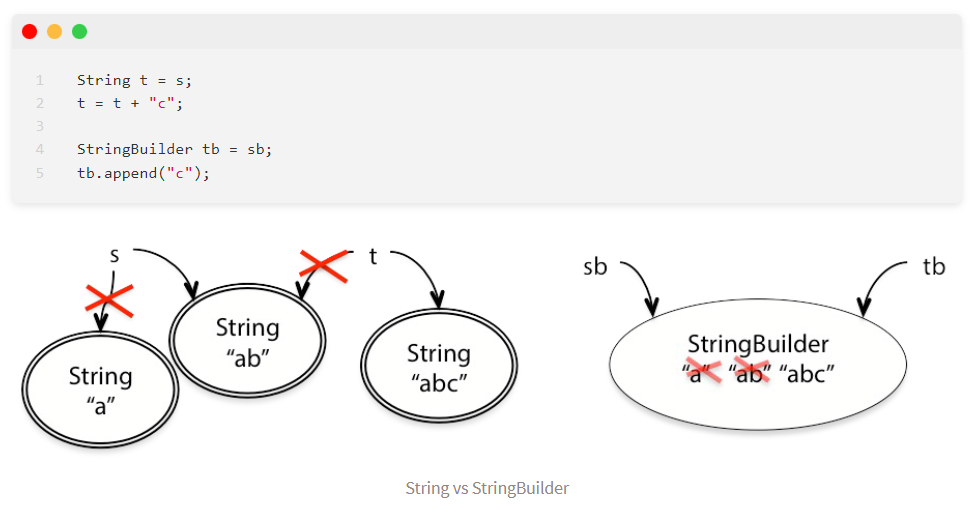 1 String t = s;
2 t = t + "c";
3
4 StringBuilder tb = sb;
5 tb.append("c");
s
t
sb
tb
String
“a”
String
“ab”
String
“abc”
StringBuilder
“a” “ab” “abc”
String vs StringBuilder